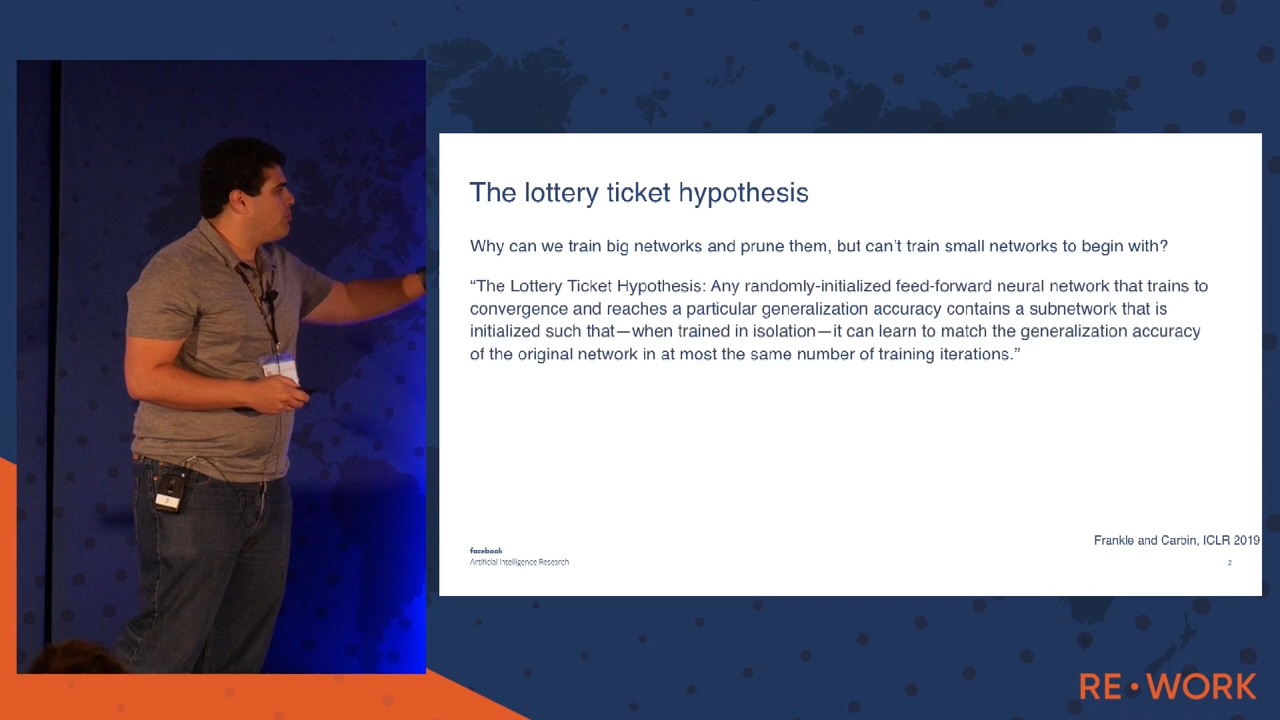 The lottery ticket hypothesis
Why can we train big networks and prune them, but can't train small networks to begin with?
“The Lottery Ticket Hypothesis: Any randomly-initialized feed-forward neural network that trains to
convergence and reaches a particular generalization accuracy contains a subnetwork that is
initialized such that—when trained in isolation—it can learn to match the generalization accuracy
of the original network in at most the same number of training iterations.”
Frankle and Carbin, ICLR 2019
facebook
Artificial Intelligence Research
2
RE•WORK